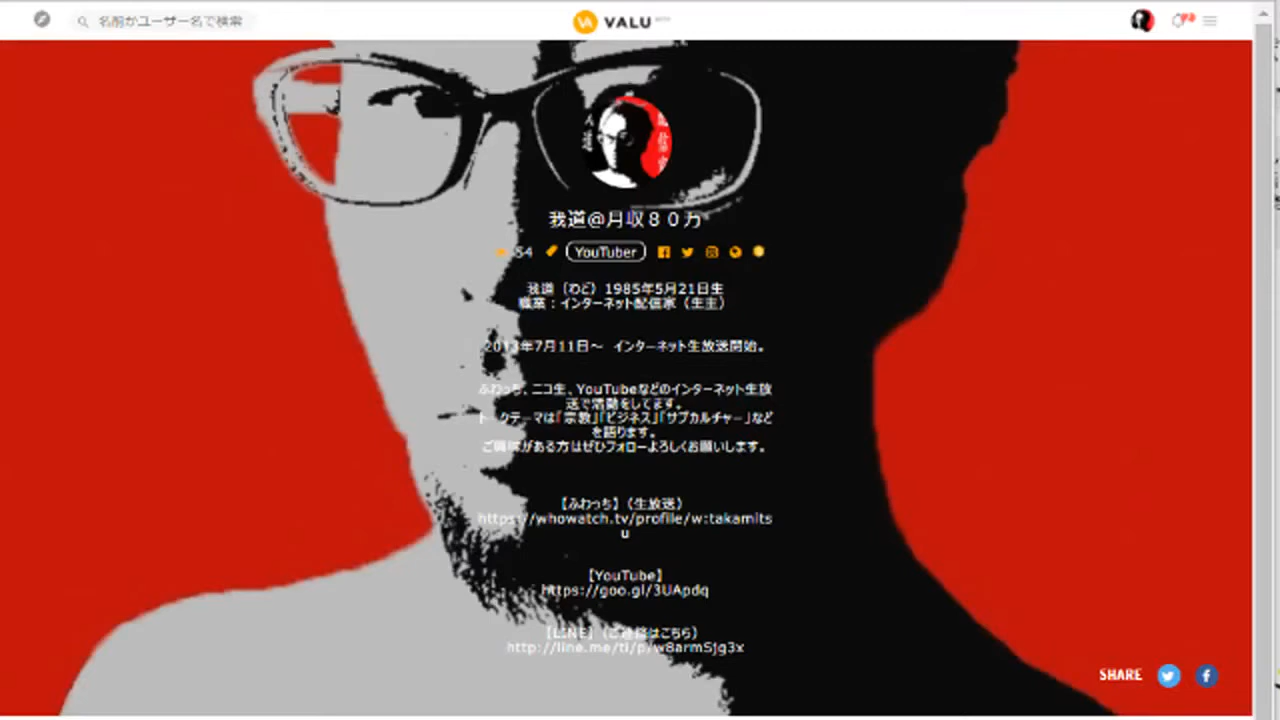 名前かユーザー名で検索
VALU
我道@月収８０万
54 YouTuber
我道（わど）1985年5月21日生
職業：インターネット配信家（生主）
2013年7月11日～ インターネット生放送開始。
ふわっち、ニコ生、YouTubeなどのインターネット生放
送で活動をしてます。
トークテーマは「宗教」「ビジネス」「サブカルチャー」など
を語ります。
ご興味がある方はぜひフォローよろしくお願いします。
【ふわっち】（生放送）
https://whowatch.tv/profile/w:takamits
u
【YouTube】
https://goo.gl/3UApdq
【LINE】（ご連絡はこちら）
http://line.me/ti/p/w8armSjg3x
SHARE